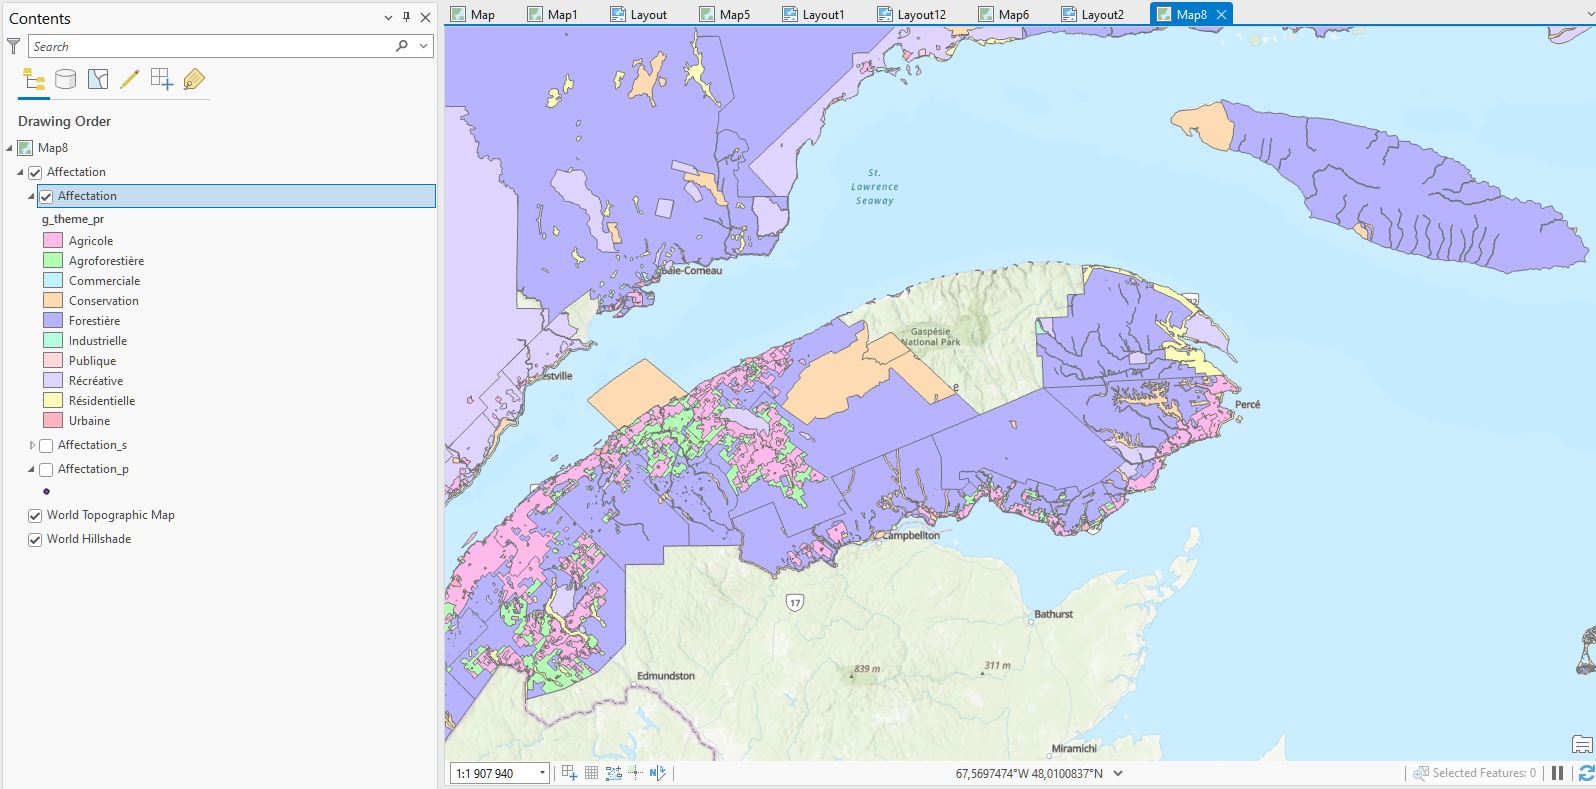 Contents
Search
Drawing Order
Map8
Affectation
Affectation
g_theme_pr
Agricole
Agroforestière
Commerciale
Conservation
Forestière
Industrielle
Publique
Récréative
Résidentielle
Urbaine
Affectation_s
Affectation_p
World Topographic Map
World Hillshade
Map Map1 Layout Map5 Layout1 Layout12 Map6 Layout2 Map8
St.
Lawrence
Seaway
Baie-Comeau
Gaspésie
National Park
e
Percé
Campbellton
17
Bathurst
839 m
311 m
Edmundston
Miramichi
1:1 907 940
67,5697474°W 48,0100837°N
Selected Features: 0